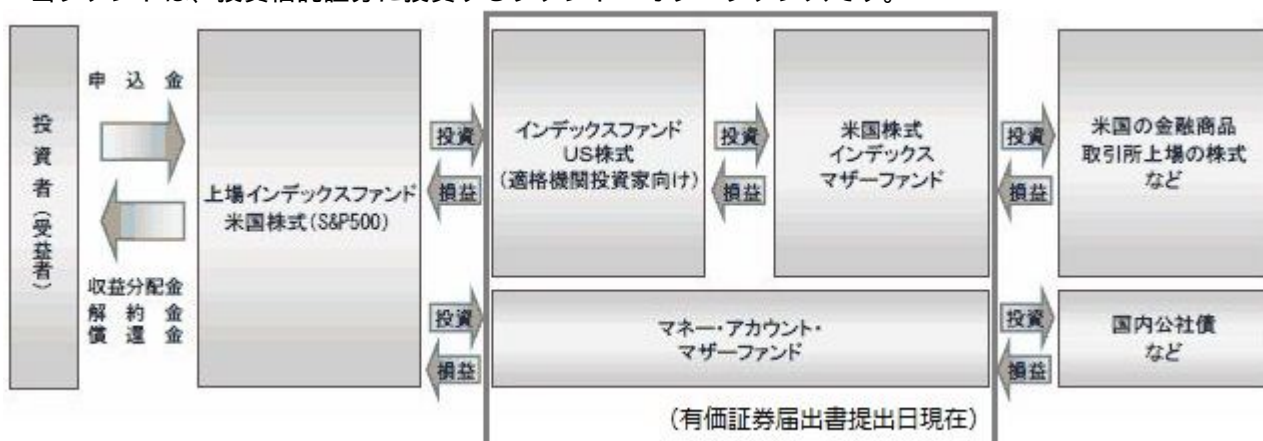 当ファンドは、投資信託証券に投資するファンド・オブ・ファンズです。
投資者(受益者)
申込金
収益分配金
解約金
償還金
上場インデックスファンド
米国株式(S&P500)
投資
損益
インデックスファンド
US株式
(適格機関投資家向け)
投資
損益
米国株式
インデックス
マザーファンド
投資
損益
米国の金融商品
取引所上場の株式
など
投資
損益
マネー・アカウント・
マザーファンド
投資
損益
国内公社債
など
(有価証券届出書提出日現在)